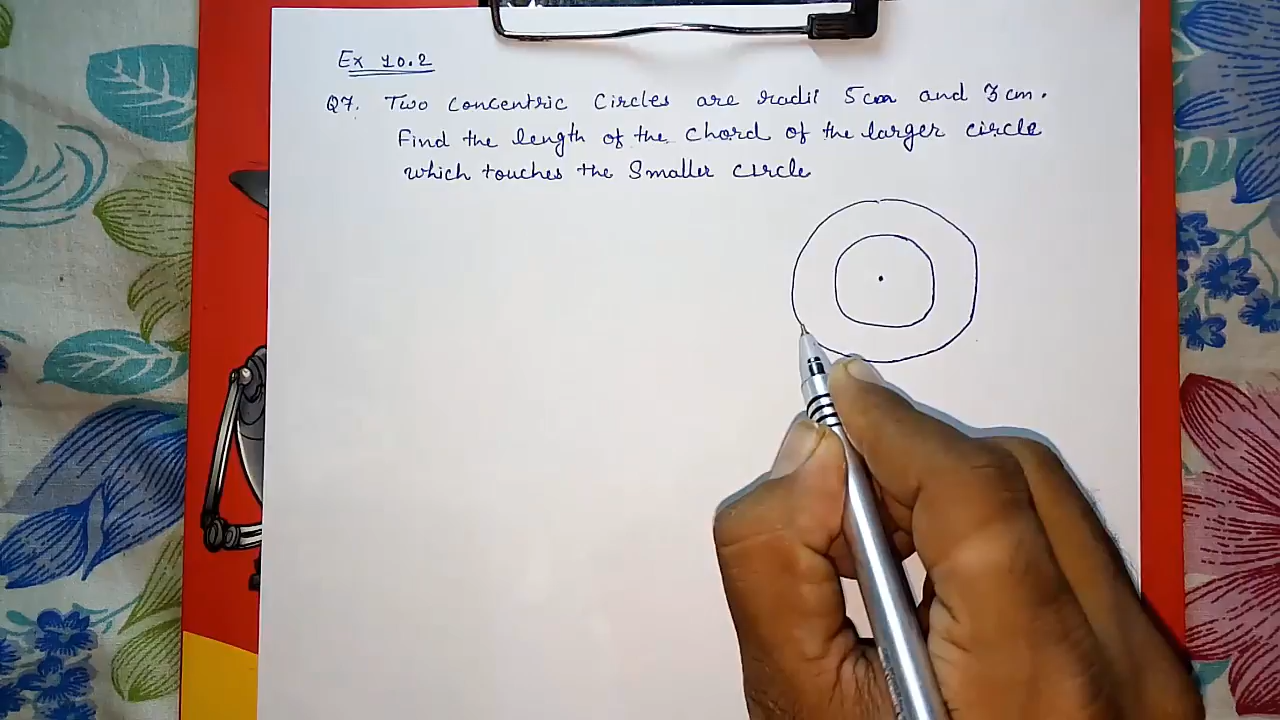 Ex 10.2
Q7. Two Concentric Circles are radii 5cm and 3cm.
Find the length of the chord of the larger circle
which touches the Smaller circle